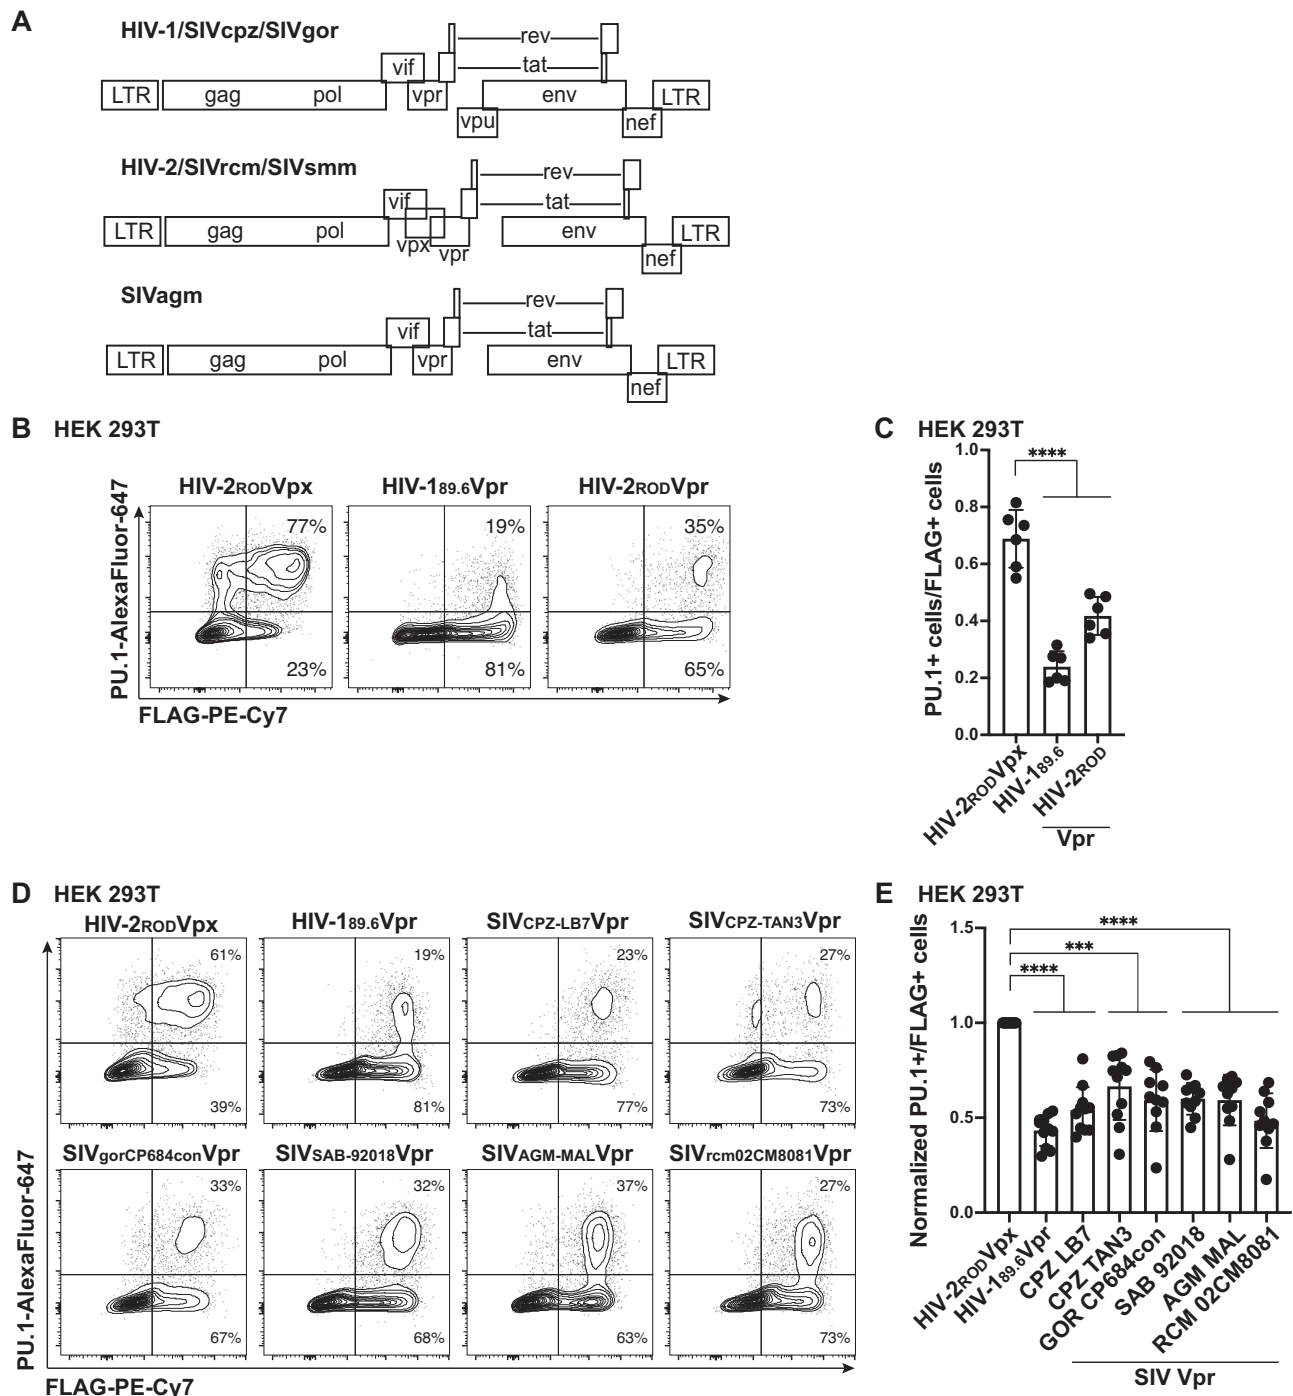 A
HIV-1/SIVcpz/SIVgor
rev
vif
tat
LTR gag pol vpr env LTR
vpu nef
HIV-2/SIVrcm/SIVsmm
rev
vif tat
LTR gag pol env LTR
vpx vpr nef
SIVagm
rev
vif tat
LTR gag pol vpr env LTR
nef
B HEK 293T
HIV-2RODVpx HIV-189.6Vpr HIV-2RODVpr
PU.1-AlexaFluor-647
77% 19% 35%
23% 81% 65%
FLAG-PE-Cy7
C HEK 293T
PU.1+ cells/FLAG+ cells
1.0
0.8
0.6
0.4
0.2
0.0
****
HIV-2RODVpx
HIV-189.6
HIV-2ROD
Vpr
D HEK 293T
HIV-2RODVpx HIV-189.6Vpr SIVCPZ-LB7Vpr SIVCPZ-TAN3Vpr
61% 19% 23% 27%
39% 81% 77% 73%
SIVgorCP684conVpr SIVSAB-92018Vpr SIVAGM-MALVpr SIVrcm02CM8081Vpr
33% 32% 37% 27%
67% 68% 63% 73%
PU.1-AlexaFluor-647
FLAG-PE-Cy7
E HEK 293T
Normalized PU.1+/FLAG+ cells
1.5
1.0
0.5
0.0
****
***
****
HIV-2RODVpx
HIV-189.6Vpr
CPZ LB7
CPZ TAN3
GOR CP684con
SAB 92018
AGM MAL
RCM 02CM8081
SIV Vpr